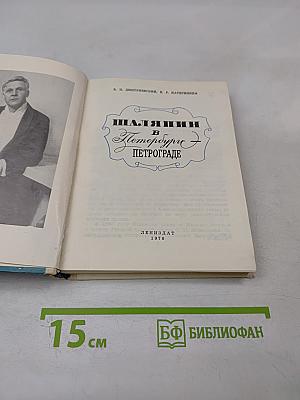 В. Н. ДМИТРИЕВСКИЙ, Е. Р. КАТЕРИНИНА
ШАЛЯПИН
В
Петербурге —
ПЕТРОГРАДЕ
ЛЕНИЗДАТ
1976
15 см
БФ БИБЛИОФАН